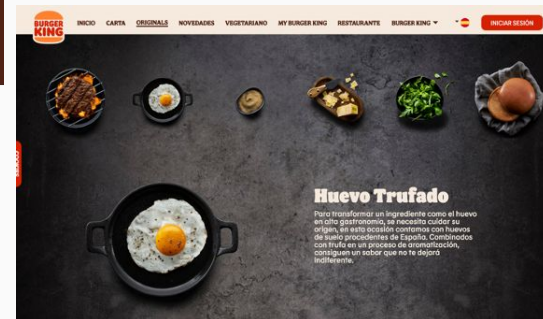 BURGER
KING
INICIO CARTA ORIGINALS NOVEDADES VEGETARIANO MY BURGER KING RESTAURANTE BURGER KING INICIAR SESIÓN
Huevo Trufado
Para transformar un ingrediente como el huevo
en alta gastronomía, se necesita cuidar su
origen, en esta ocasión contamos con huevos
de suelo procedentes de España. Combinados
con trufa en un proceso de aromatización,
consiguen un sabor que no te dejará
indiferente.